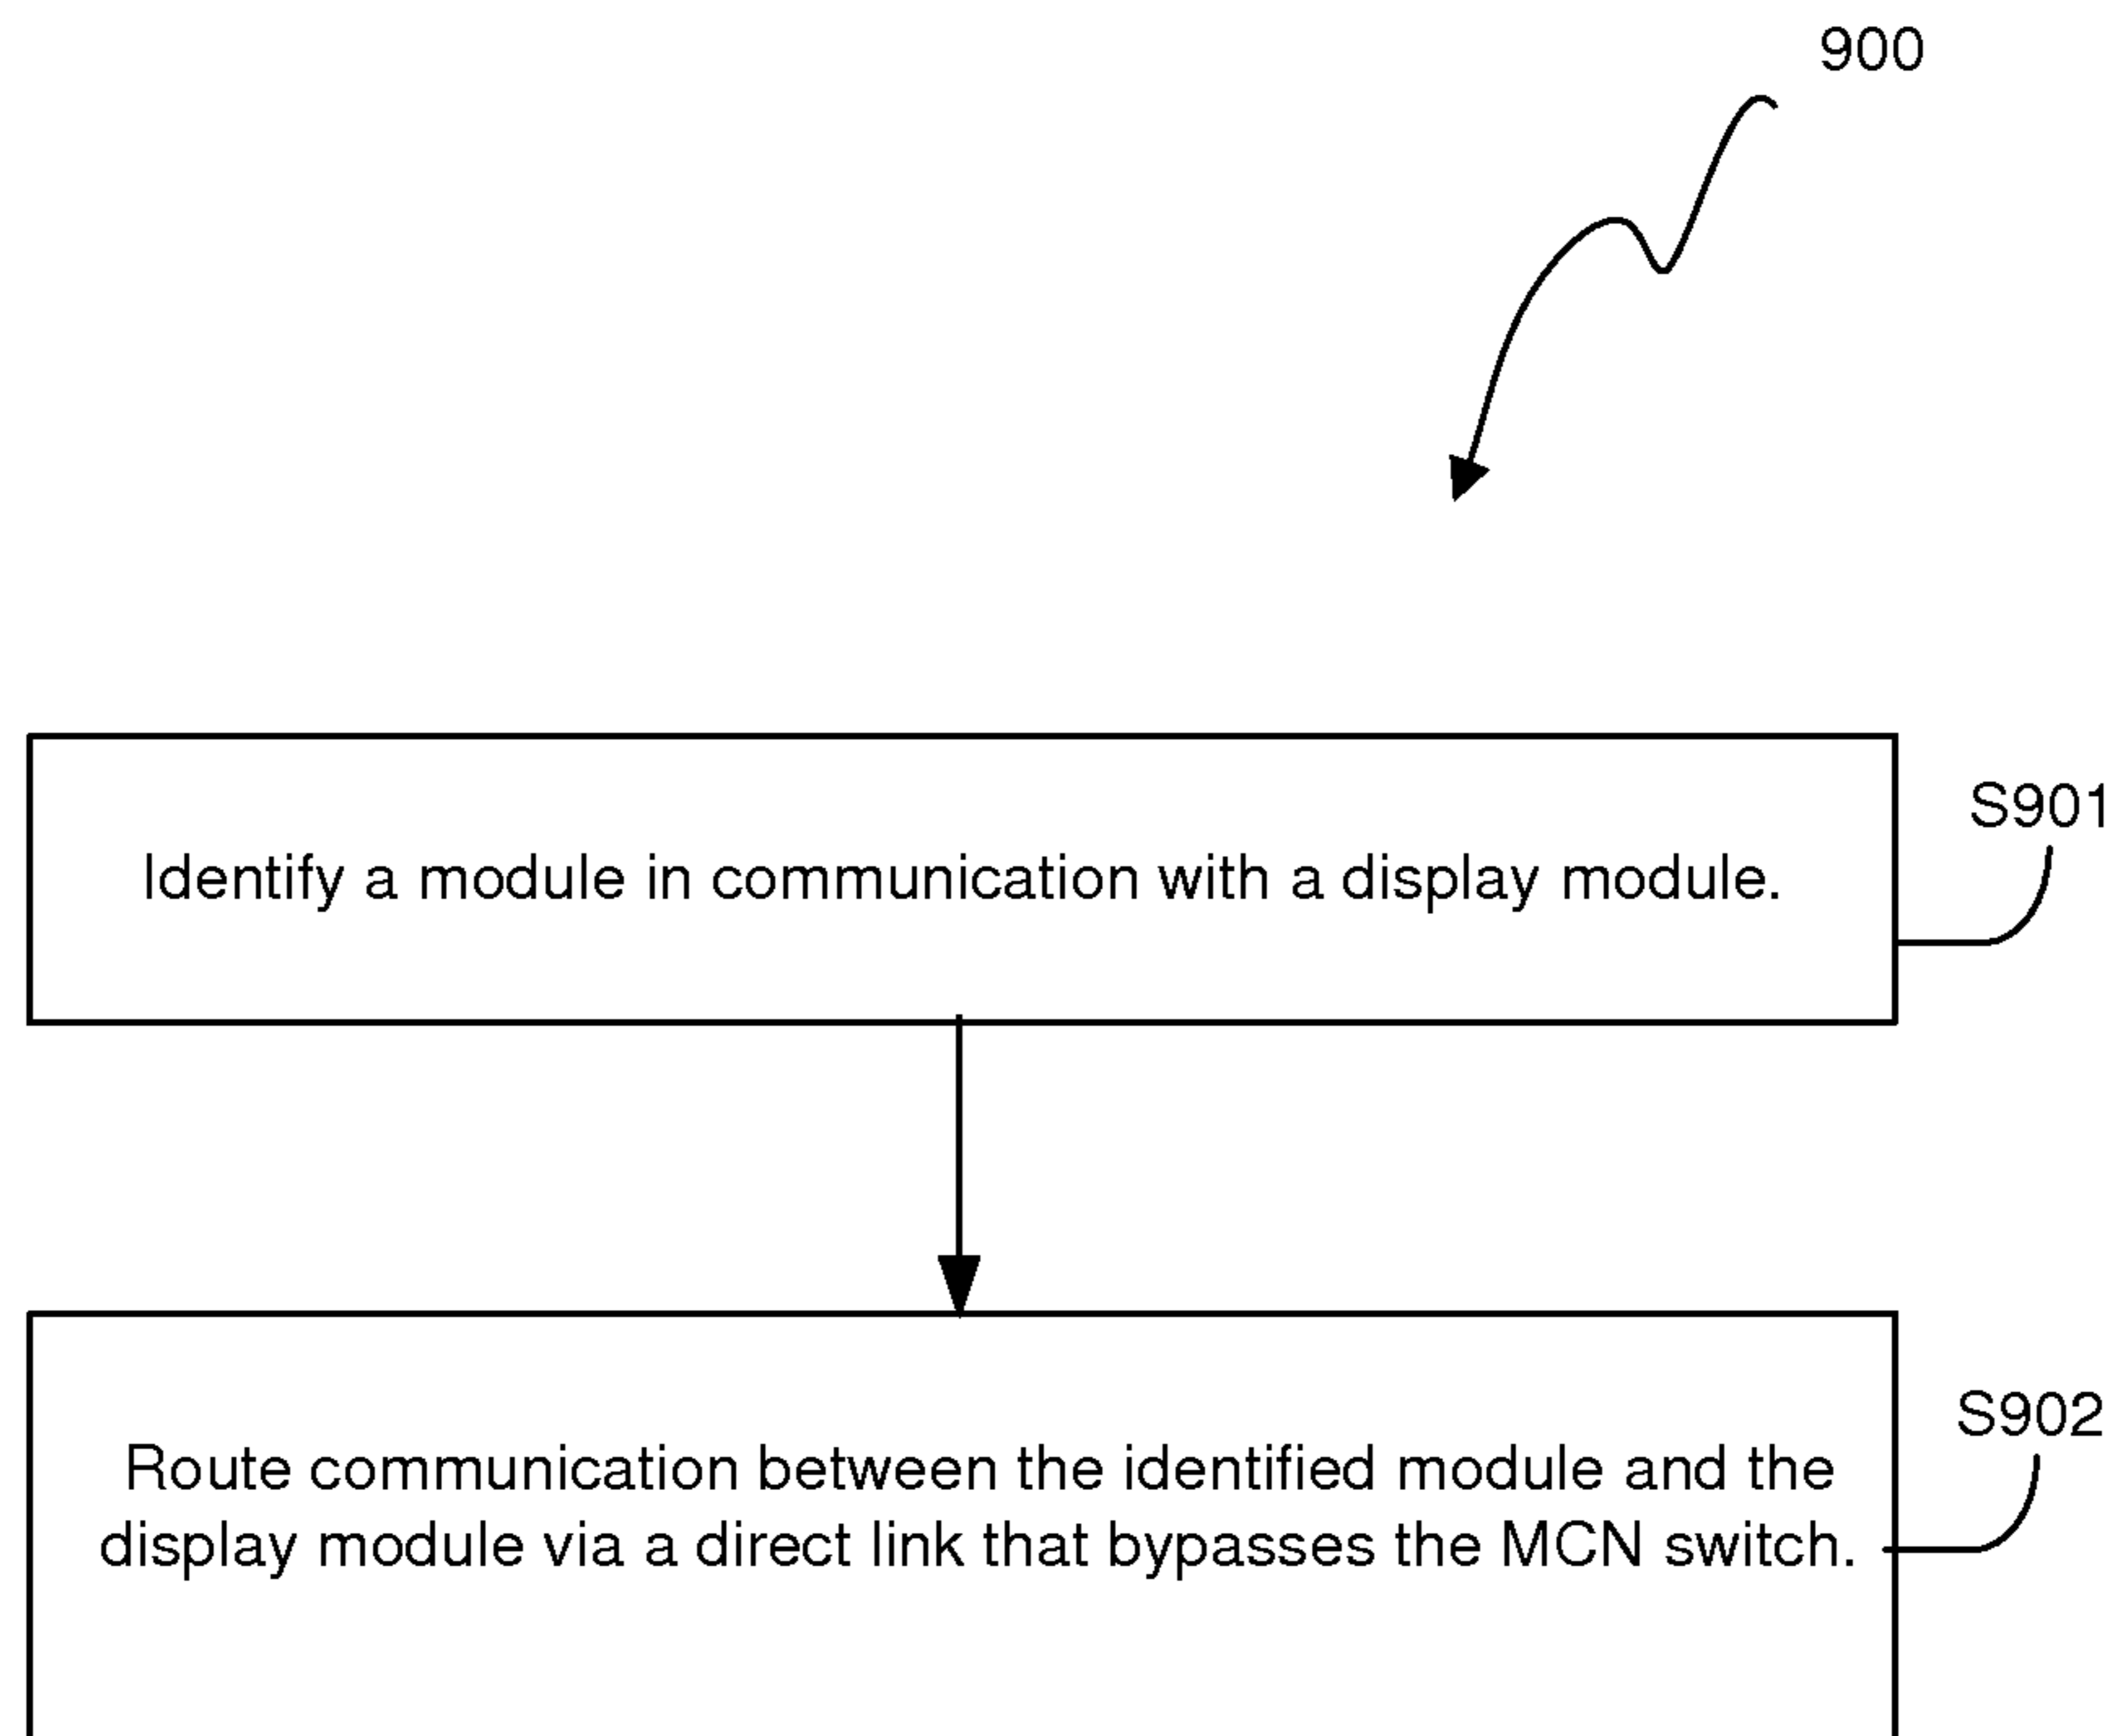 900
S901
Identify a module in communication with a display module.
S902
Route communication between the identified module and the
display module via a direct link that bypasses the MCN switch.